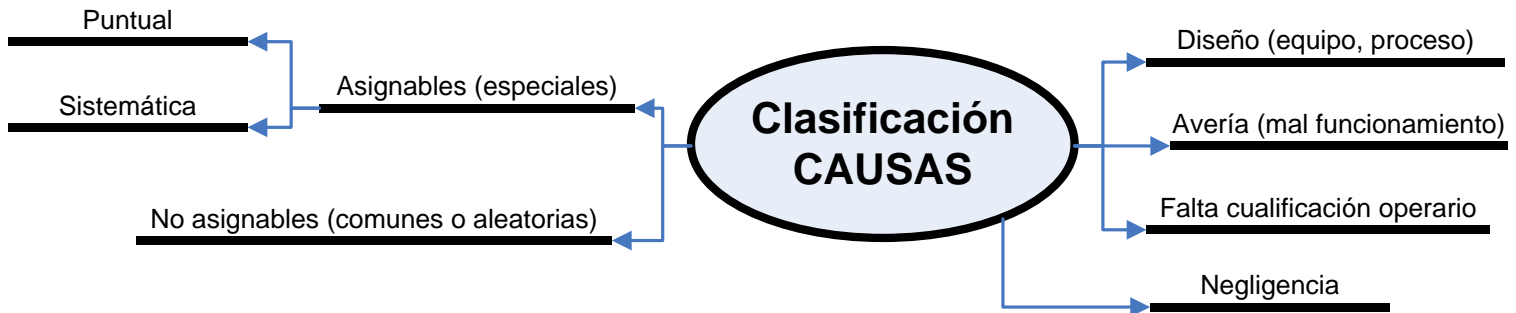 Puntual
Sistemática
Asignables (especiales)
No asignables (comunes o aleatorias)
Clasificación
CAUSAS
Diseño (equipo, proceso)
Avería (mal funcionamiento)
Falta cualificación operario
Negligencia